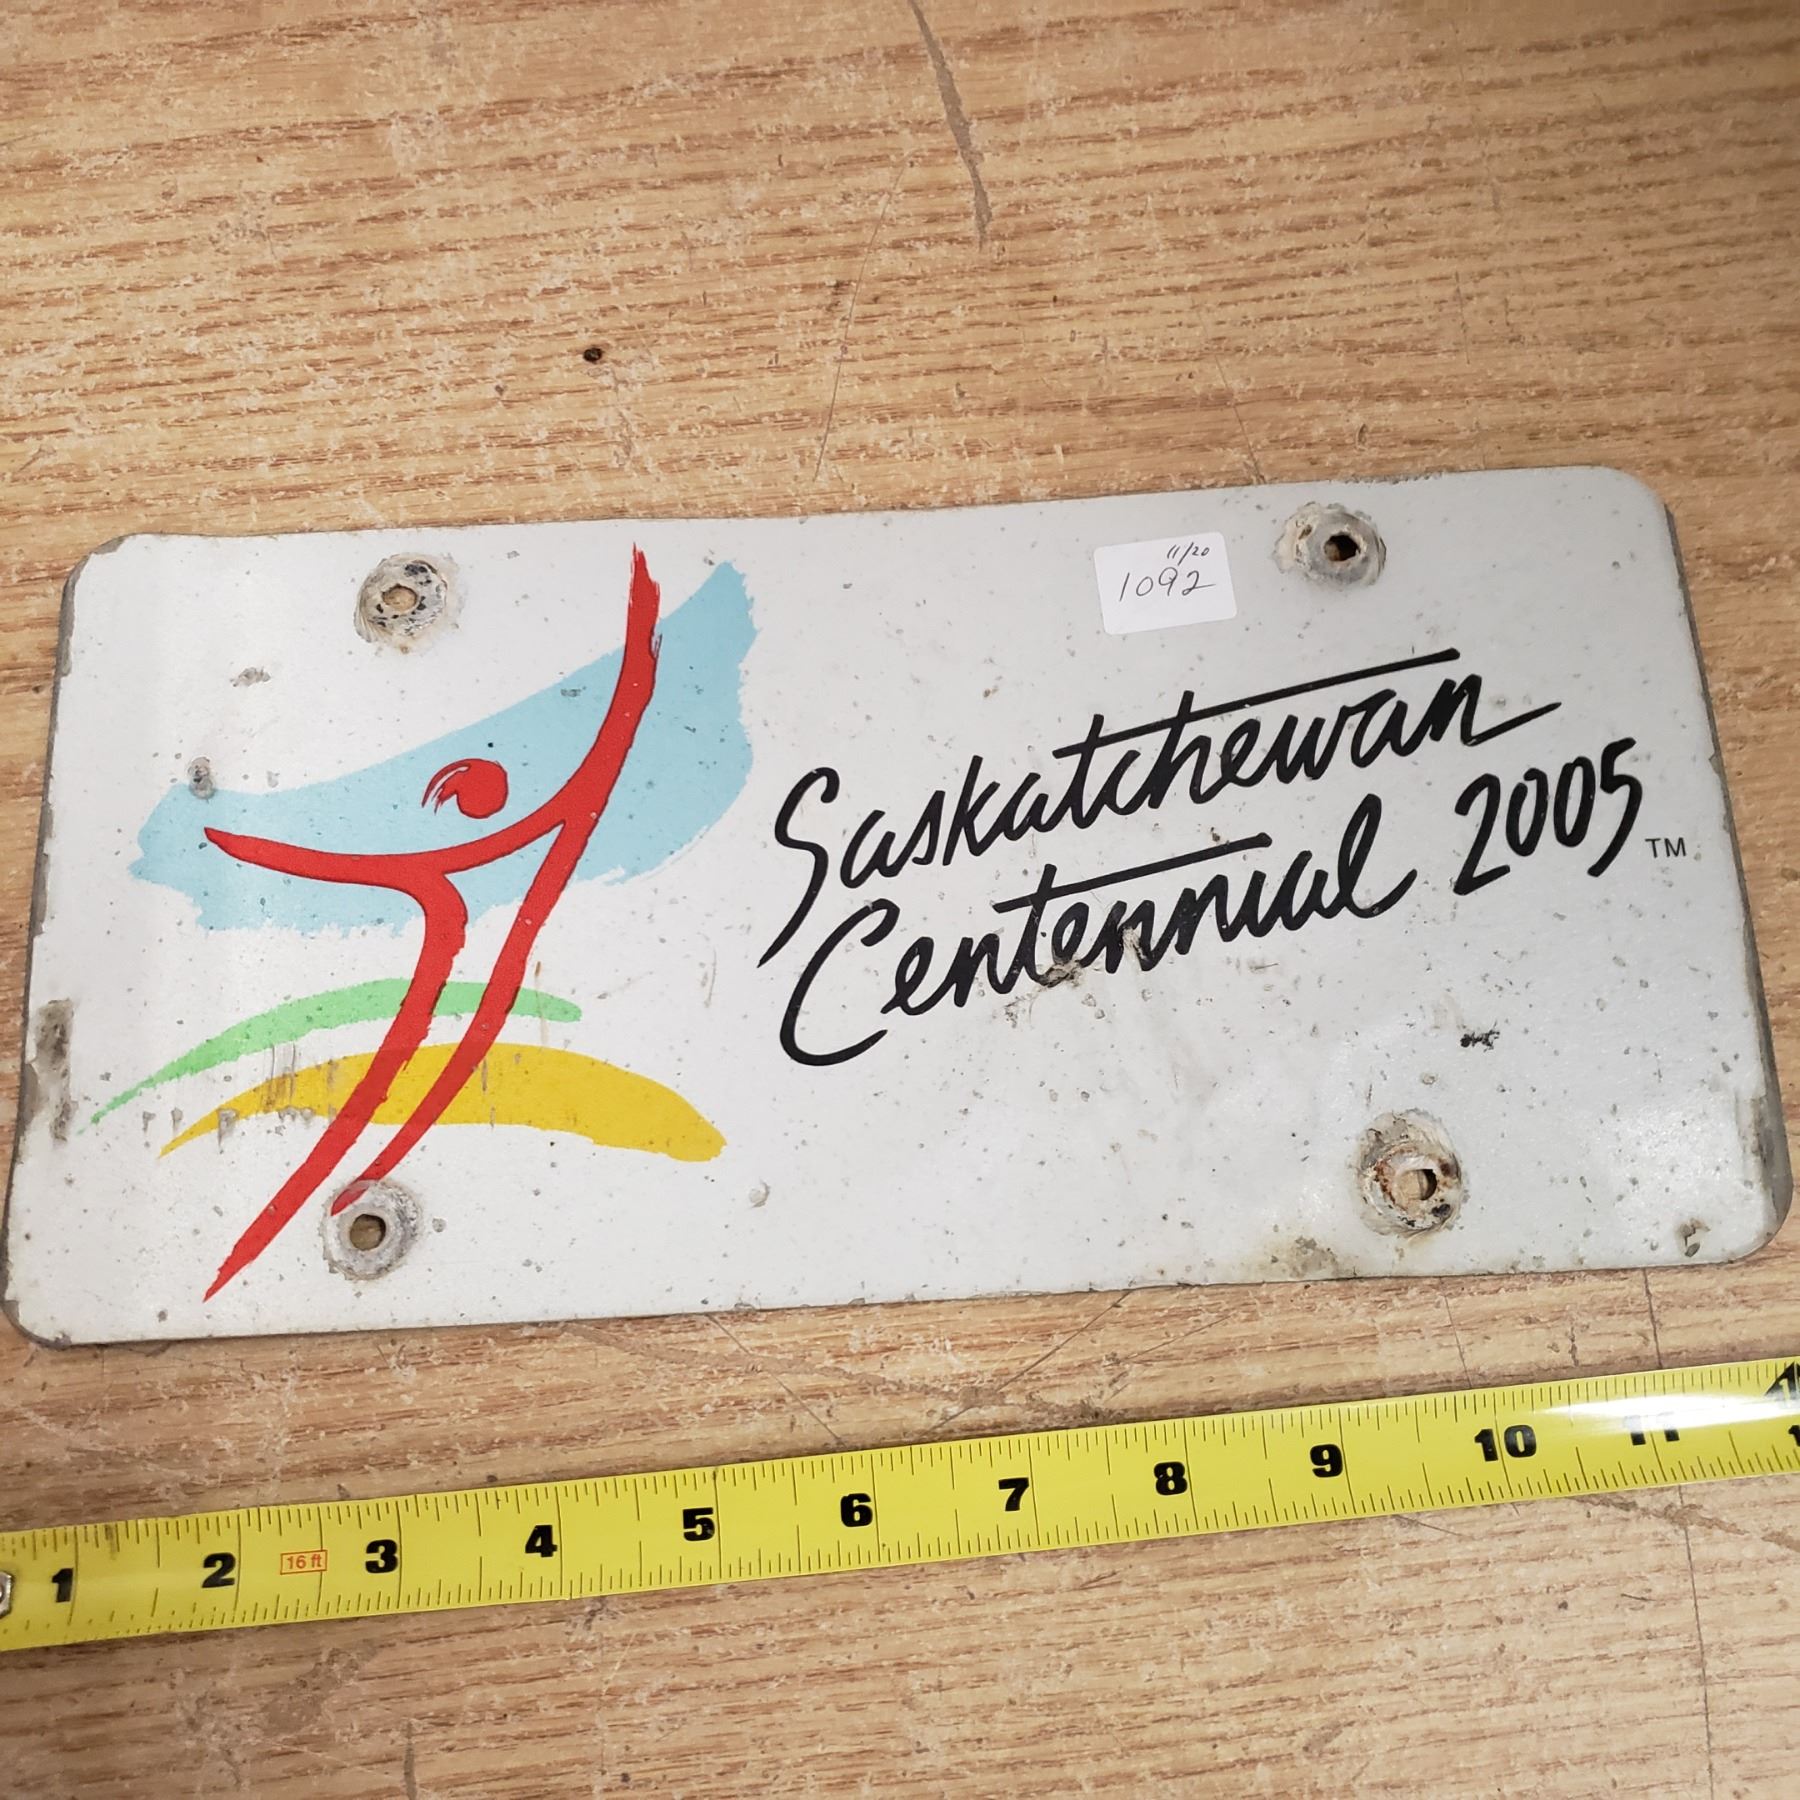 11/20
1092
Saskatchewan
Centennial 2005 TM
1 2 16 ft 3 4 5 6 7 8 9 10 11